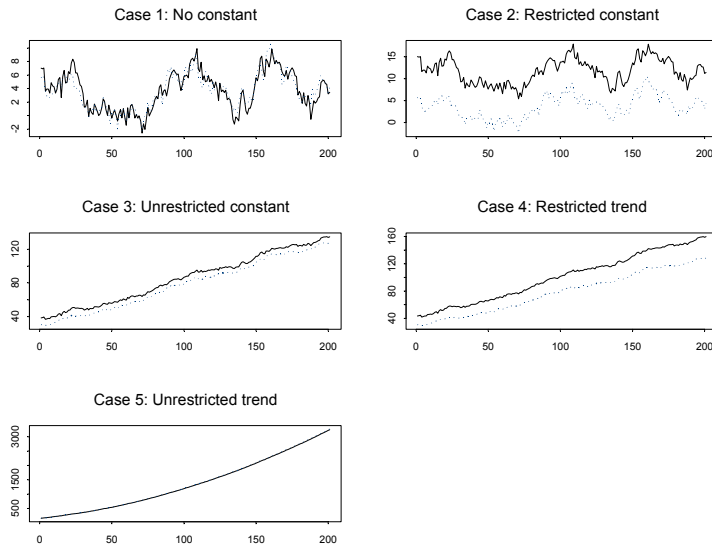 Case 1: No constant
8
6
4
2
-2
0 50 100 150 200
Case 2: Restricted constant
15
10
5
0
0 50 100 150 200
Case 3: Unrestricted constant
120
80
40
0 50 100 150 200
Case 4: Restricted trend
160
120
80
40
0 50 100 150 200
Case 5: Unrestricted trend
3000
1500
500
0 50 100 150 200